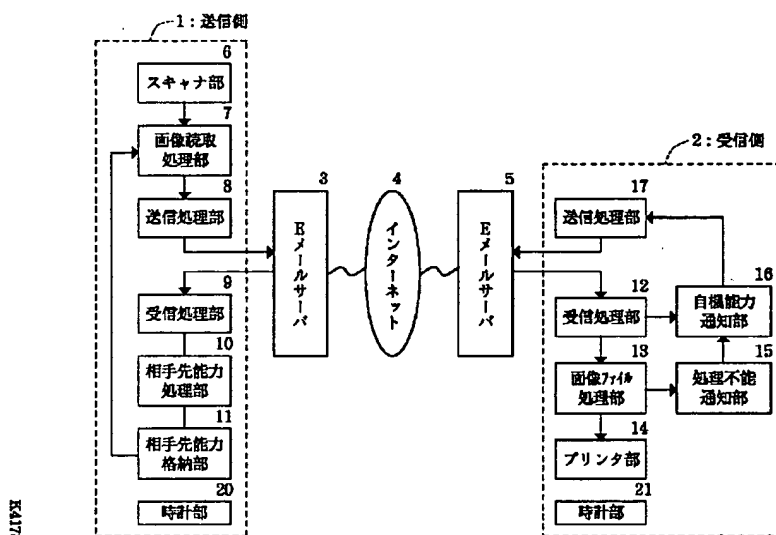 1：送信側
6
スキャナ部
7
画像読取
処理部
8
送信処理部
9
受信処理部
10
相手先能力
処理部
11
相手先能力
格納部
20
時計部
3
Eメールサーバ
4
インターネット
5
Eメールサーバ
2：受信側
17
送信処理部
12
受信処理部
16
自機能力
通知部
13
画像ファイル
処理部
15
処理不能
通知部
14
プリンタ部
21
時計部